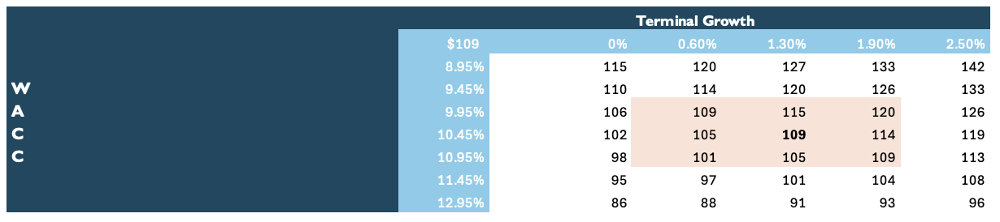 Terminal Growth
$109 0% 0.60% 1.30% 1.90% 2.50%
8.95% 115 120 127 133 142
W 9.45% 110 114 120 126 133
A 9.95% 106 109 115 120 126
C 10.45% 102 105 109 114 119
C 10.95% 98 101 105 109 113
11.45% 95 97 101 104 108
12.95% 86 88 91 93 96